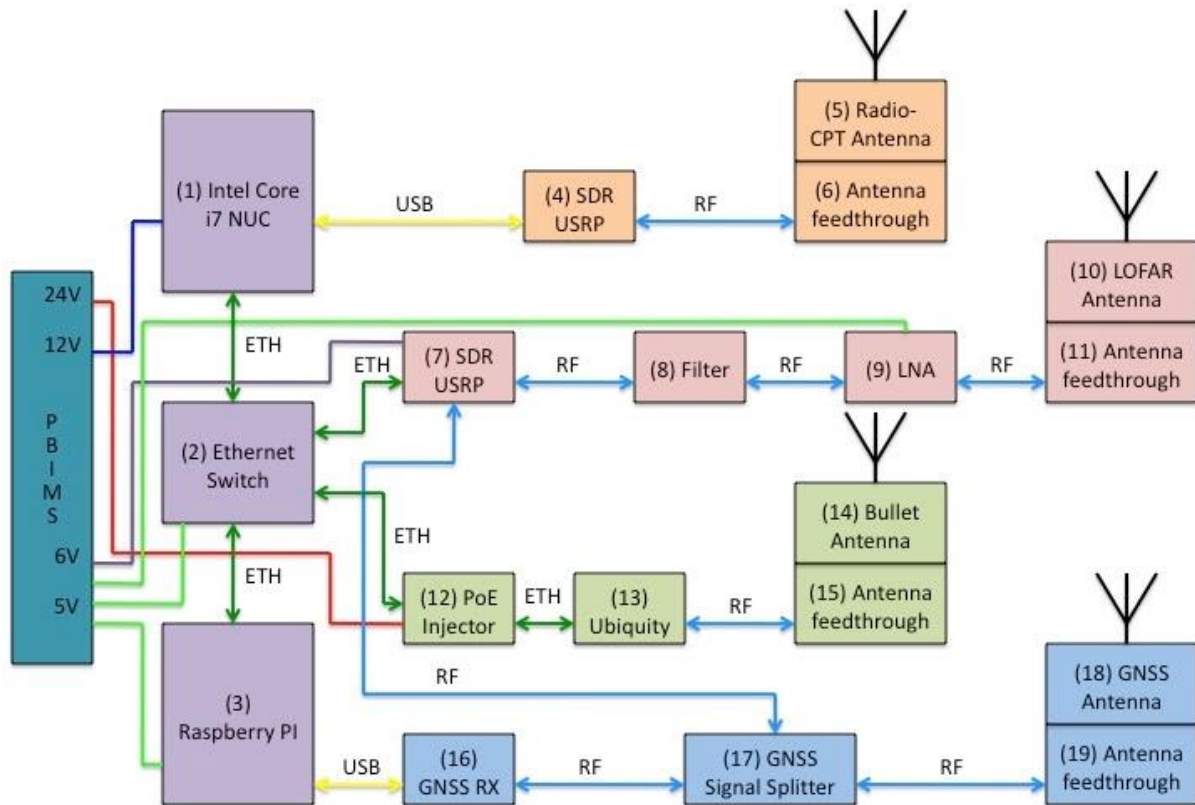 (5) Radio-
CPT Antenna
(6) Antenna
feedthrough
(1) Intel Core
i7 NUC
USB
(4) SDR
USRP
RF
24V
12V
P
B
I
M
S
6V
5V
ETH
(10) LOFAR
Antenna
(11) Antenna
feedthrough
ETH
(7) SDR
USRP
RF
(8) Filter
RF
(9) LNA
RF
(2) Ethernet
Switch
ETH
ETH
(14) Bullet
Antenna
(15) Antenna
feedthrough
(12) PoE
Injector
ETH
(13)
Ubiquity
RF
(3)
Raspberry PI
RF
(18) GNSS
Antenna
(19) Antenna
feedthrough
USB
(16)
GNSS RX
RF
(17) GNSS
Signal Splitter
RF